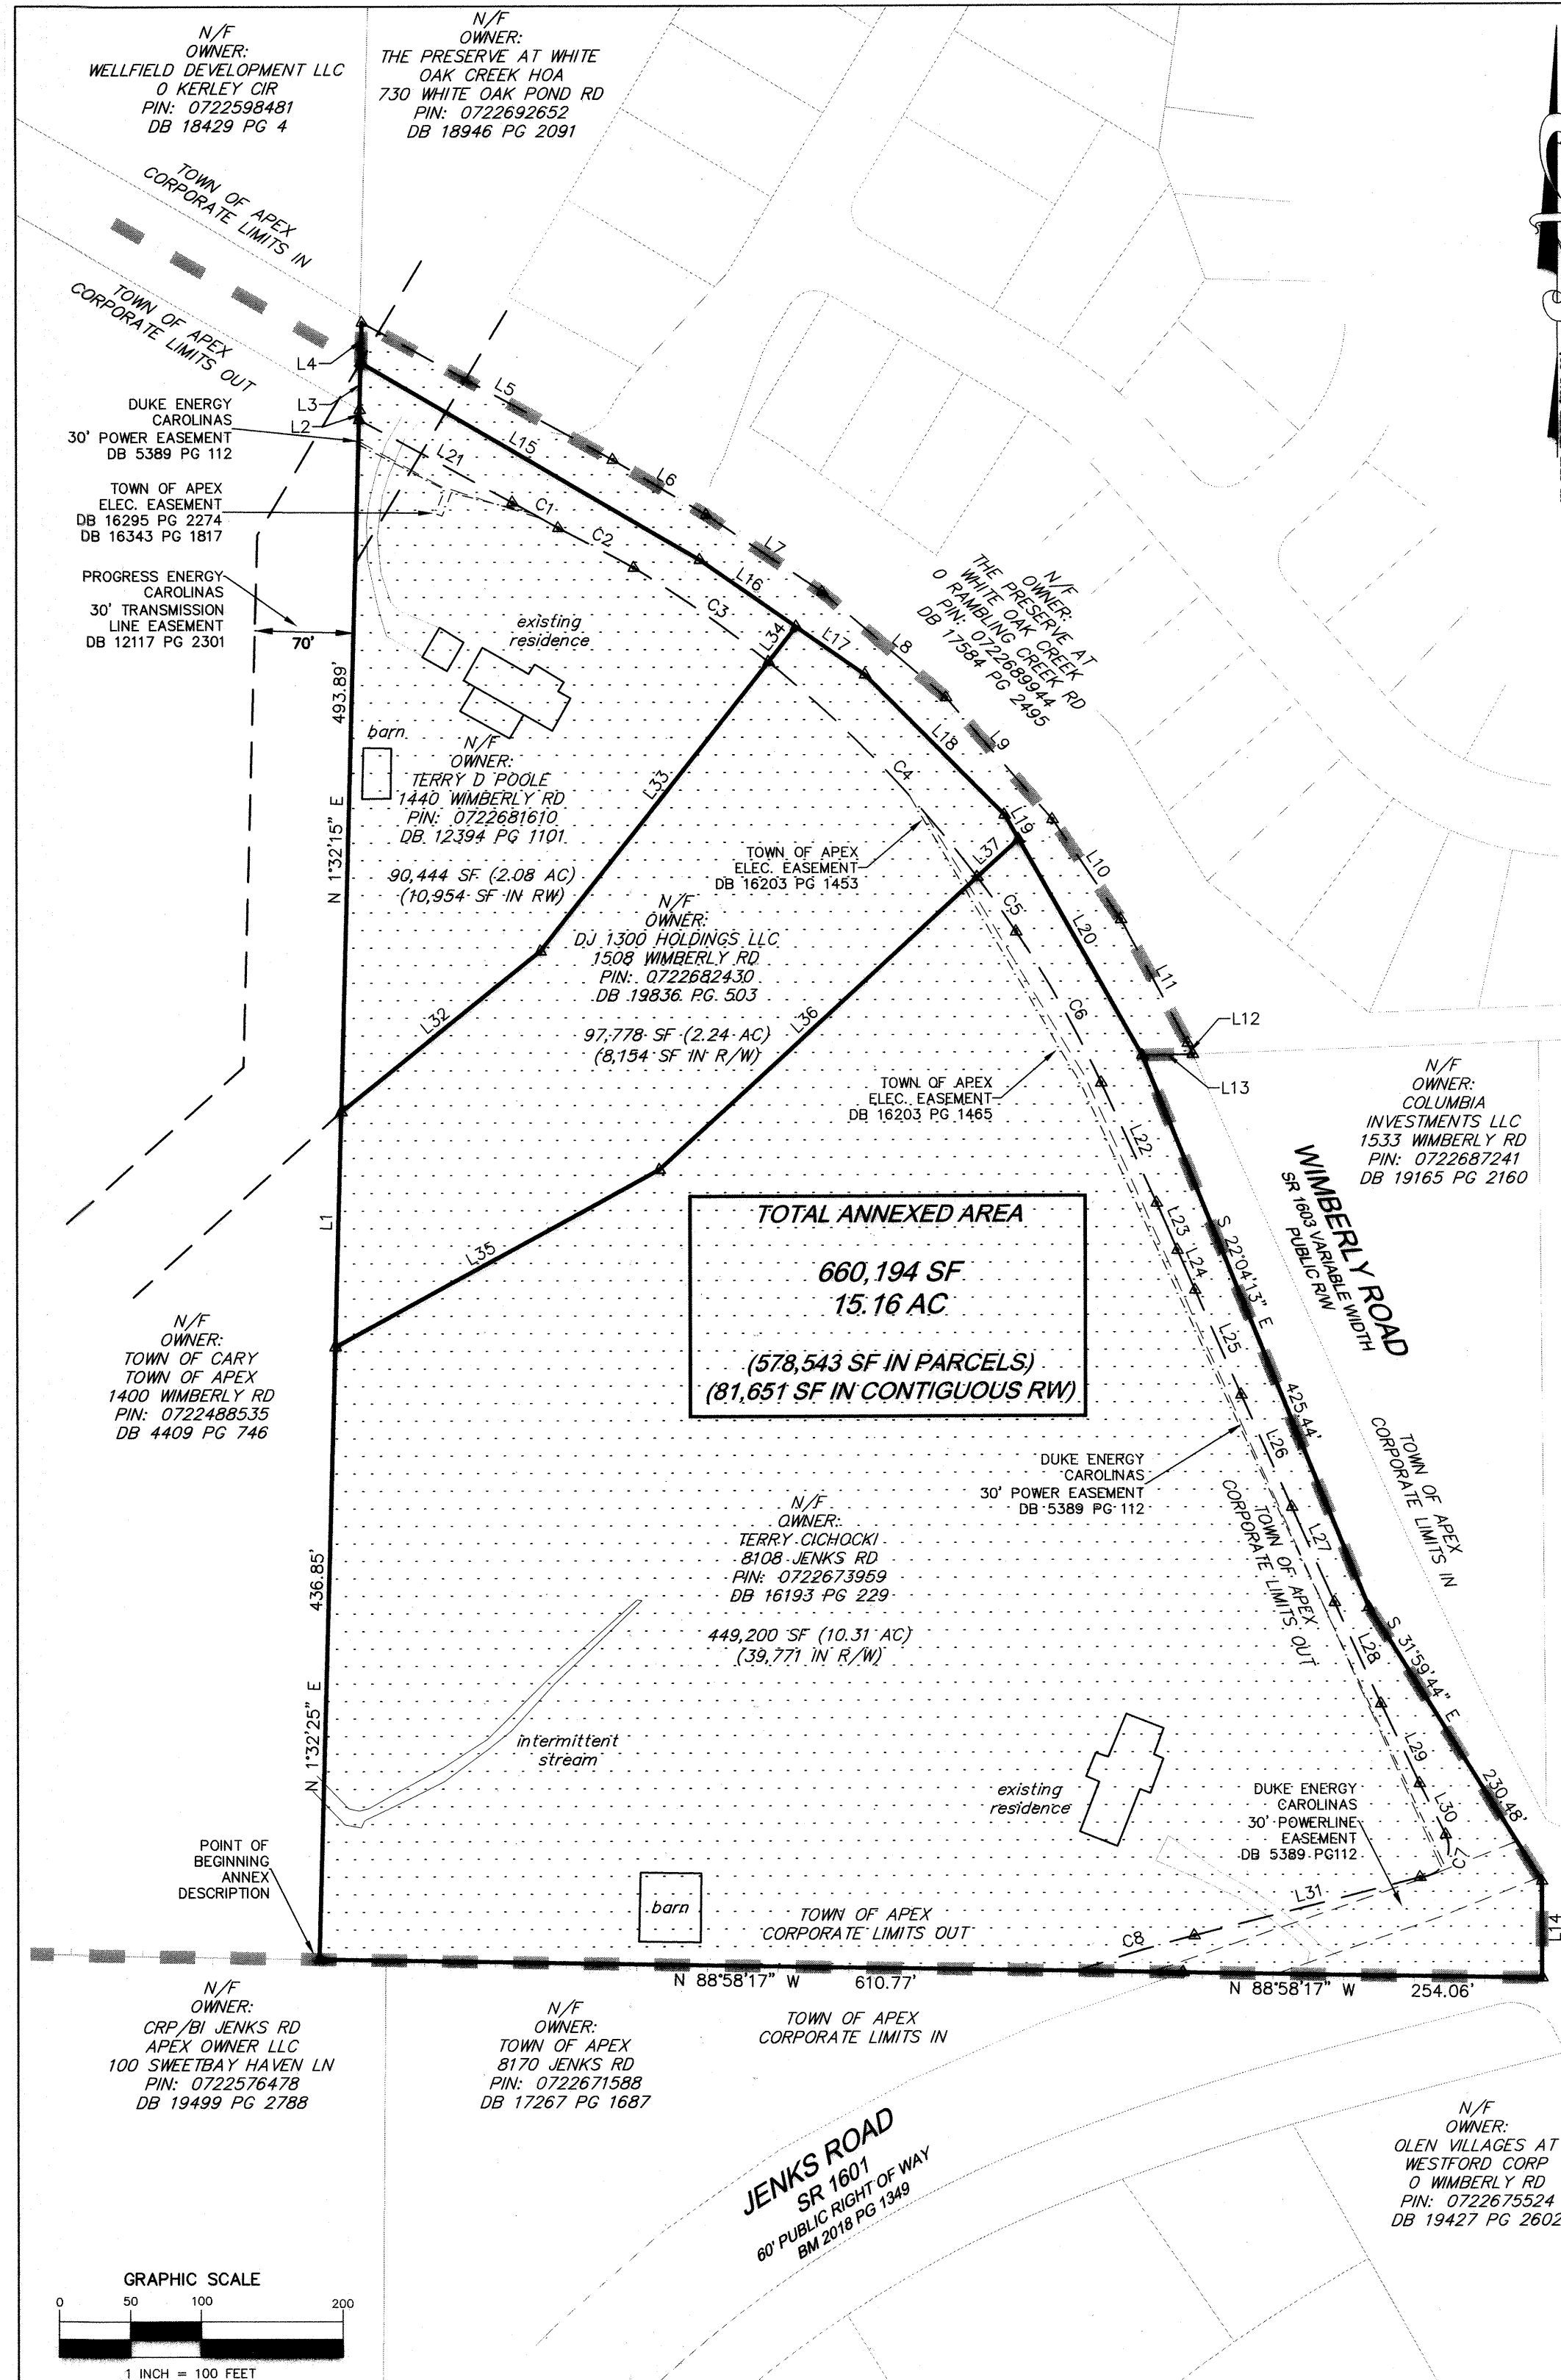 N/F
OWNER:
WELLFIELD DEVELOPMENT LLC
0 KERLEY CIR
PIN: 0722598481
DB 18429 PG 4
N/F
OWNER:
THE PRESERVE AT WHITE
OAK CREEK HOA
730 WHITE OAK POND RD
PIN: 0722692652
DB 18946 PG 2091
TOWN OF APEX
CORPORATE LIMITS IN
TOWN OF APEX
CORPORATE LIMITS OUT
L4
L3
L2
DUKE ENERGY
CAROLINAS
30' POWER EASEMENT
DB 5389 PG 112
TOWN OF APEX
ELEC. EASEMENT
DB 16295 PG 2274
DB 16343 PG 1817
PROGRESS ENERGY
CAROLINAS
30' TRANSMISSION
LINE EASEMENT
DB 12117 PG 2301
70'
L5
L15
L21
L6
C1
C2
L7
L16
C3
L34
L17
L8
N/F
OWNER:
THE PRESERVE AT
WHITE OAK CREEK
0 RAMBLING CREEK RD
PIN: 0722689944
DB 17584 PG 2495
existing
residence
barn
493.89'
N 1°32'15" E
N/F
OWNER:
TERRY D POOLE
1440 WIMBERLY RD
PIN: 0722681610
DB 12394 PG 1101
90,444 SF (2.08 AC)
(10,954 SF IN RW)
L33
L18
L9
C4
L19
L37
L10
TOWN OF APEX
ELEC. EASEMENT
DB 16203 PG 1453
C5
L20
L11
N/F
OWNER:
DJ 1300 HOLDINGS LLC
1508 WIMBERLY RD
PIN: 0722682430
DB 19836 PG 503
97,778 SF (2.24 AC)
(8,154 SF IN R/W)
L32
L36
C6
L12
L13
TOWN OF APEX
ELEC. EASEMENT
DB 16203 PG 1465
N/F
OWNER:
COLUMBIA
INVESTMENTS LLC
1533 WIMBERLY RD
PIN: 0722687241
DB 19165 PG 2160
L22
WIMBERLY ROAD
SR 1603 VARIABLE WIDTH
PUBLIC R/W
L1
L35
TOTAL ANNEXED AREA
660,194 SF
15.16 AC
(578,543 SF IN PARCELS)
(81,651 SF IN CONTIGUOUS RW)
L23
L24
S 22°04'13" E
L25
425.44'
L26
N/F
OWNER:
TOWN OF CARY
TOWN OF APEX
1400 WIMBERLY RD
PIN: 0722488535
DB 4409 PG 746
DUKE ENERGY
CAROLINAS
30' POWER EASEMENT
DB 5389 PG 112
TOWN OF APEX
CORPORATE LIMITS OUT
TOWN OF APEX
CORPORATE LIMITS IN
L27
N/F
OWNER:
TERRY CICHOCKI
8108 JENKS RD
PIN: 0722673959
DB 16193 PG 229
449,200 SF (10.31 AC)
(39,771 IN R/W)
436.85'
N 1°32'25" E
L28
S 31°59'44" E
intermittent
stream
L29
existing
residence
DUKE ENERGY
CAROLINAS
30' POWERLINE
EASEMENT
DB 5389 PG112
L30
230.48'
C7
POINT OF
BEGINNING
ANNEX
DESCRIPTION
barn
TOWN OF APEX
CORPORATE LIMITS OUT
L31
C8
L14
N 88°58'17" W 610.77'
N 88°58'17" W 254.06'
N/F
OWNER:
CRP/BI JENKS RD
APEX OWNER LLC
100 SWEETBAY HAVEN LN
PIN: 0722576478
DB 19499 PG 2788
N/F
OWNER:
TOWN OF APEX
8170 JENKS RD
PIN: 0722671588
DB 17267 PG 1687
TOWN OF APEX
CORPORATE LIMITS IN
JENKS ROAD
SR 1601
60' PUBLIC RIGHT OF WAY
BM 2018 PG 1349
N/F
OWNER:
OLEN VILLAGES AT
WESTFORD CORP
0 WIMBERLY RD
PIN: 0722675524
DB 19427 PG 2602
GRAPHIC SCALE
0 50 100 200
1 INCH = 100 FEET